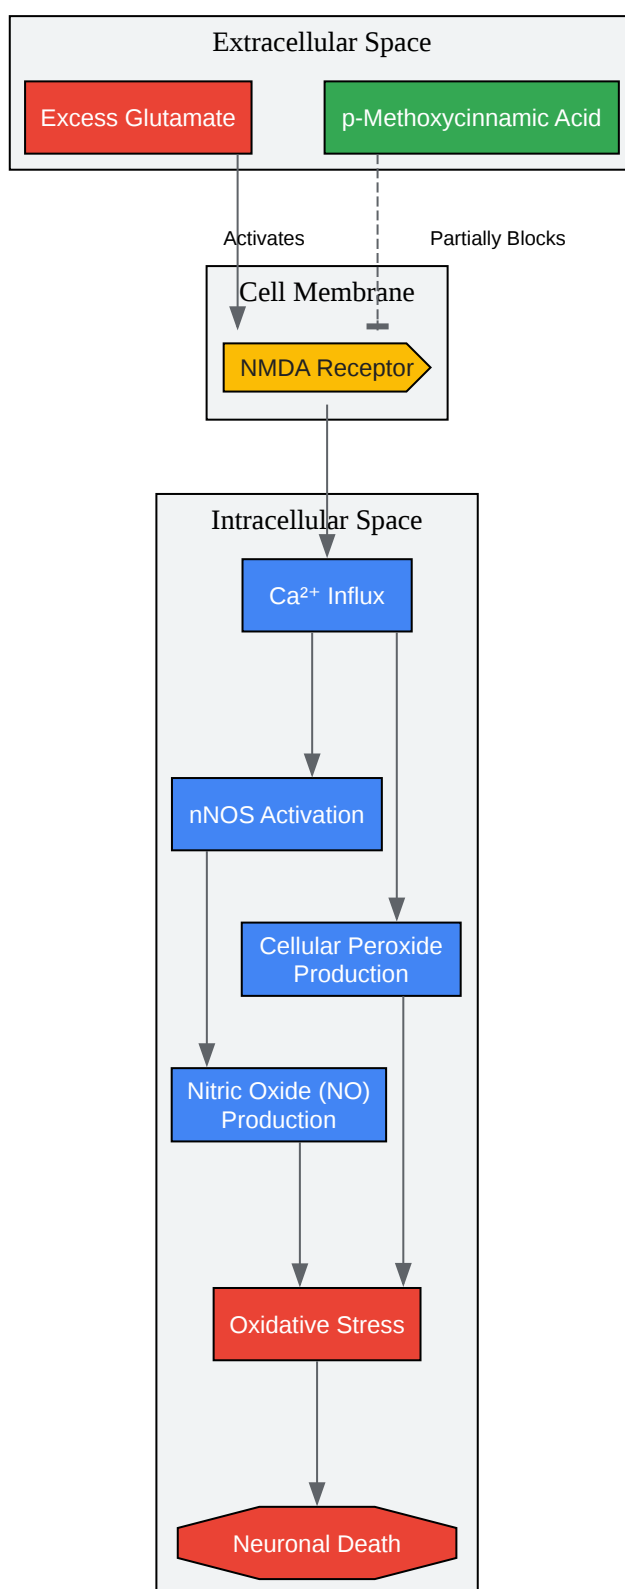 Extracellular Space
Excess Glutamate
p-Methoxycinnamic Acid
Activates
Partially Blocks
Cell Membrane
NMDA Receptor
Intracellular Space
Ca²⁺ Influx
nNOS Activation
Cellular Peroxide
Production
Nitric Oxide (NO)
Production
Oxidative Stress
Neuronal Death